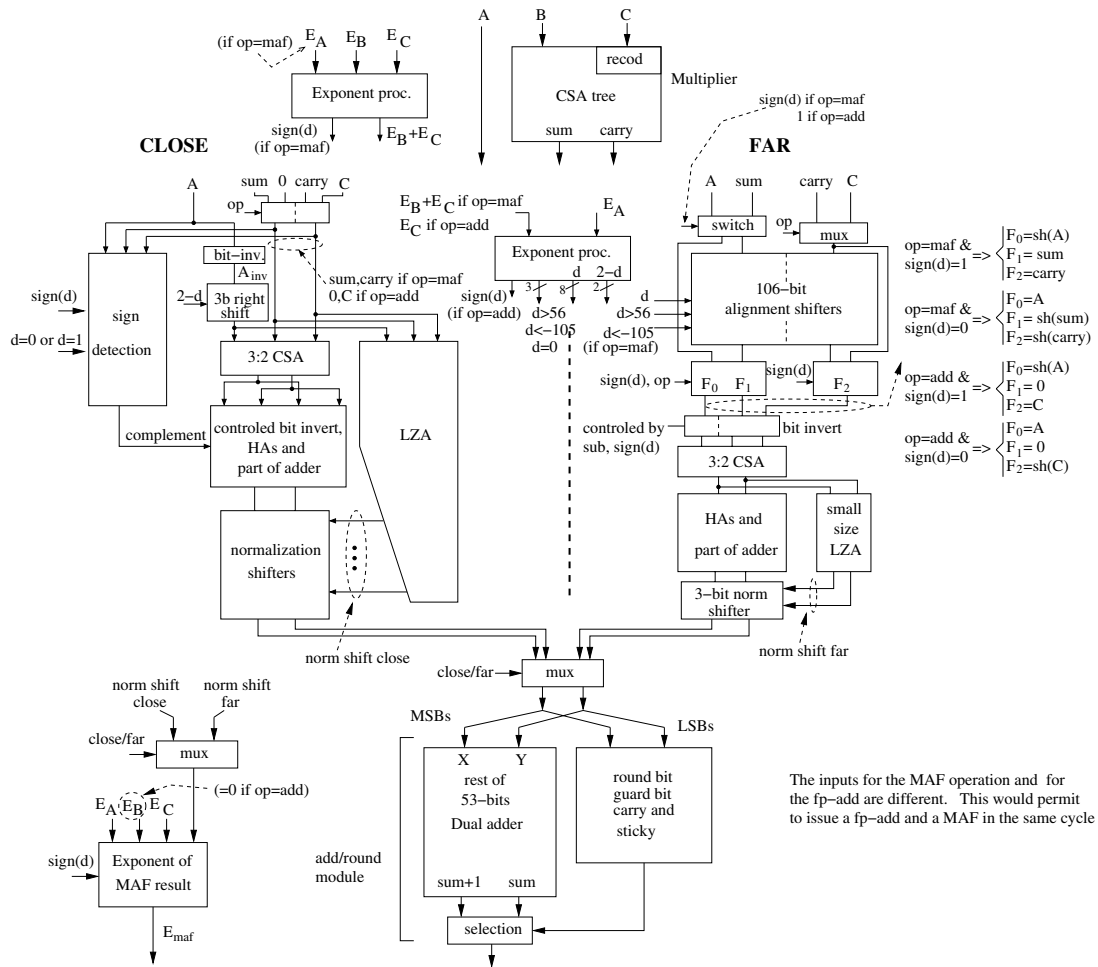 (if op=maf)
E_A E_B E_C
Exponent proc.
sign(d)
(if op=maf)
E_B+E_C
A
B
C
recod
Multiplier
CSA tree
sum carry
CLOSE
FAR
sign(d) if op=maf
1 if op=add
A
sum 0 carry C
op
bit−inv.
A_inv
2−d
3b right
shift
sum,carry if op=maf
0,C if op=add
sign(d)
d=0 or d=1
sign
detection
3:2 CSA
complement
controled bit invert,
HAs and
part of adder
LZA
normalization
shifters
norm shift close
E_B+E_C if op=maf
E_C if op=add
E_A
Exponent proc.
d 2−d
3 8 2
sign(d)
(if op=add)
d>56
d<−105
d=0
A sum
carry C
switch
op
mux
106−bit
alignment shifters
d
d>56
d<−105
(if op=maf)
sign(d), op
F_0 F_1
sign(d)
F_2
controled by
sub, sign(d)
bit invert
3:2 CSA
HAs and
part of adder
small
size
LZA
3−bit norm
shifter
norm shift far
op=maf &
sign(d)=1 =>
F_0=sh(A)
F_1= sum
F_2=carry
op=maf &
sign(d)=0 =>
F_0=A
F_1= sh(sum)
F_2=sh(carry)
op=add &
sign(d)=1 =>
F_0=sh(A)
F_1= 0
F_2=C
op=add &
sign(d)=0 =>
F_0=A
F_1= 0
F_2=sh(C)
close/far
mux
MSBs
LSBs
X Y
rest of
53−bits
Dual adder
sum+1 sum
round bit
guard bit
carry and
sticky
add/round
module
selection
norm shift
close
norm shift
far
close/far
mux
(=0 if op=add)
E_A E_B E_C
sign(d)
Exponent of
MAF result
E_maf
The inputs for the MAF operation and for
the fp−add are different. This would permit
to issue a fp−add and a MAF in the same cycle